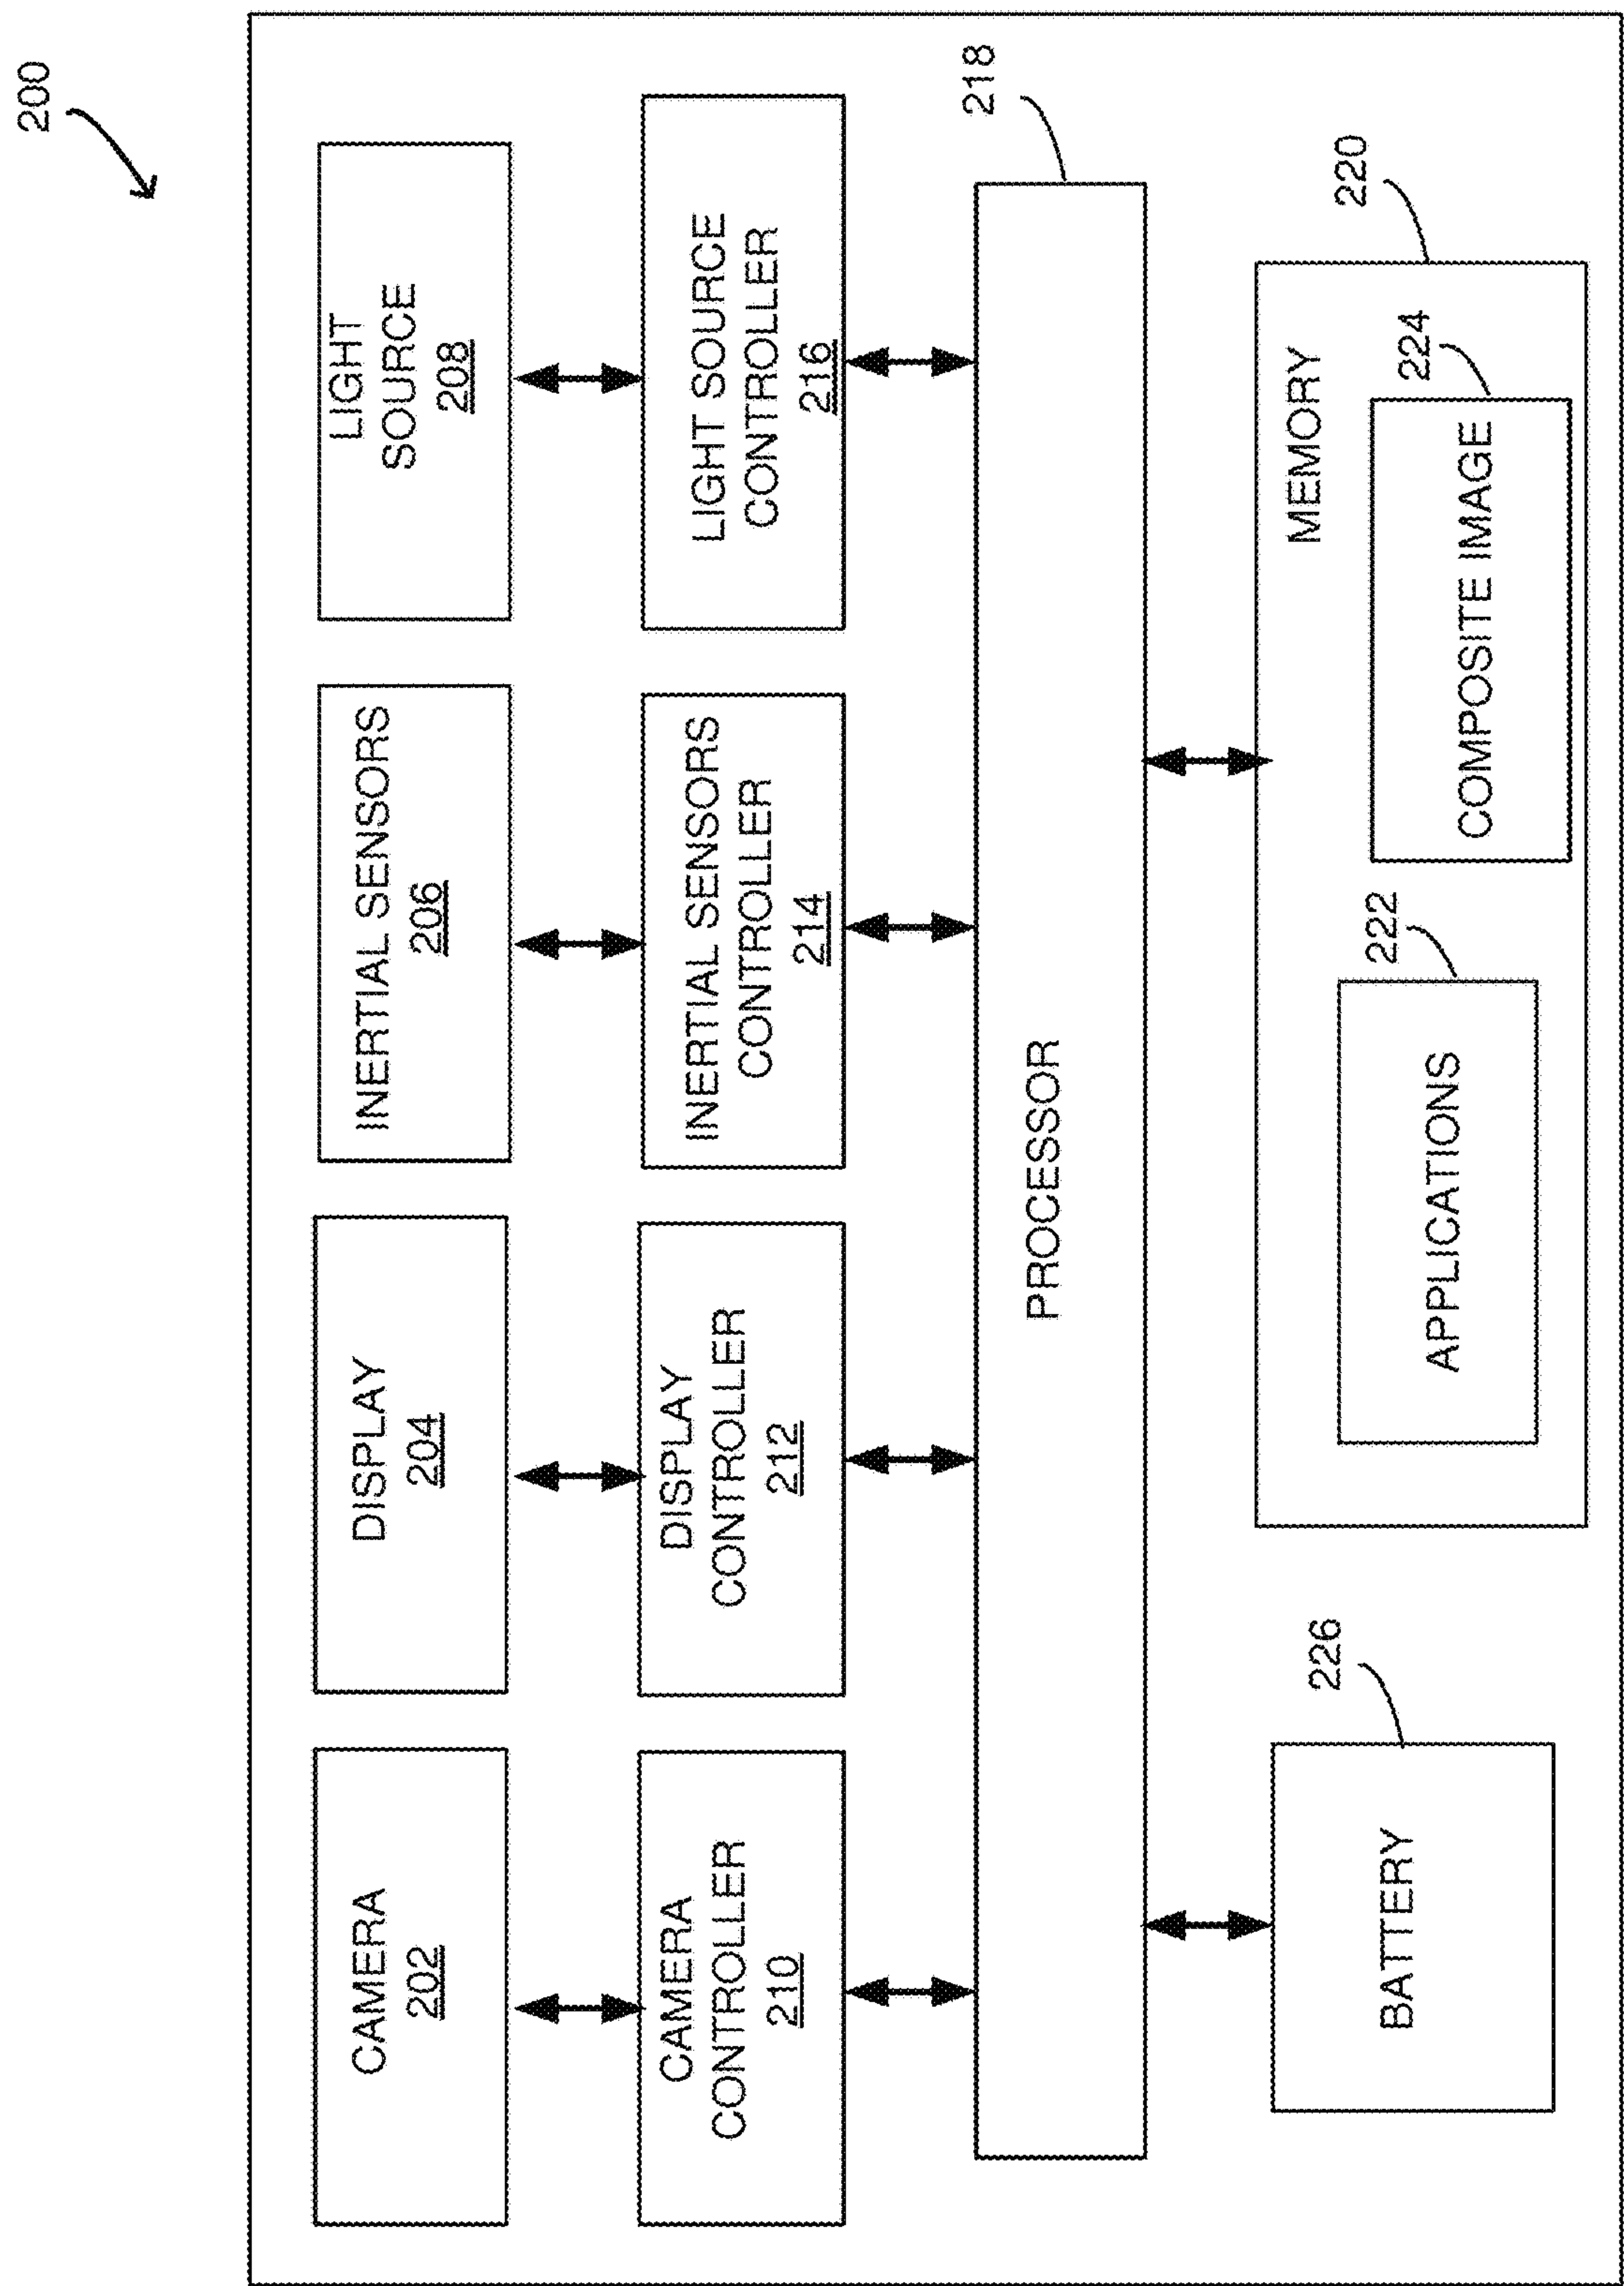 200
CAMERA
202
DISPLAY
204
INERTIAL SENSORS
206
LIGHT
SOURCE
208
CAMERA
CONTROLLER
210
DISPLAY
CONTROLLER
212
INERTIAL SENSORS
CONTROLLER
214
LIGHT SOURCE
CONTROLLER
216
218
PROCESSOR
226
BATTERY
220
MEMORY
222
APPLICATIONS
224
COMPOSITE IMAGE